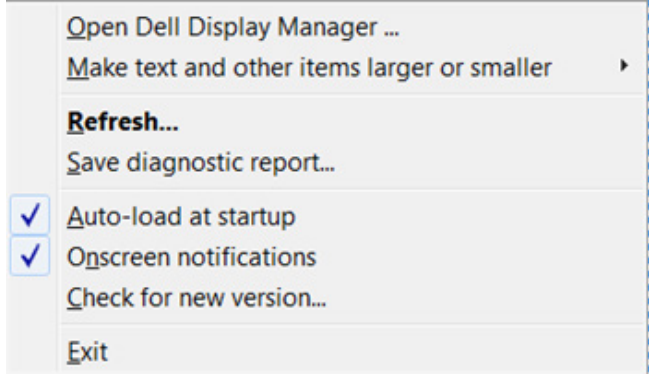 Open Dell Display Manager ...
Make text and other items larger or smaller
Refresh...
Save diagnostic report...
Auto-load at startup
Onscreen notifications
Check for new version...
Exit